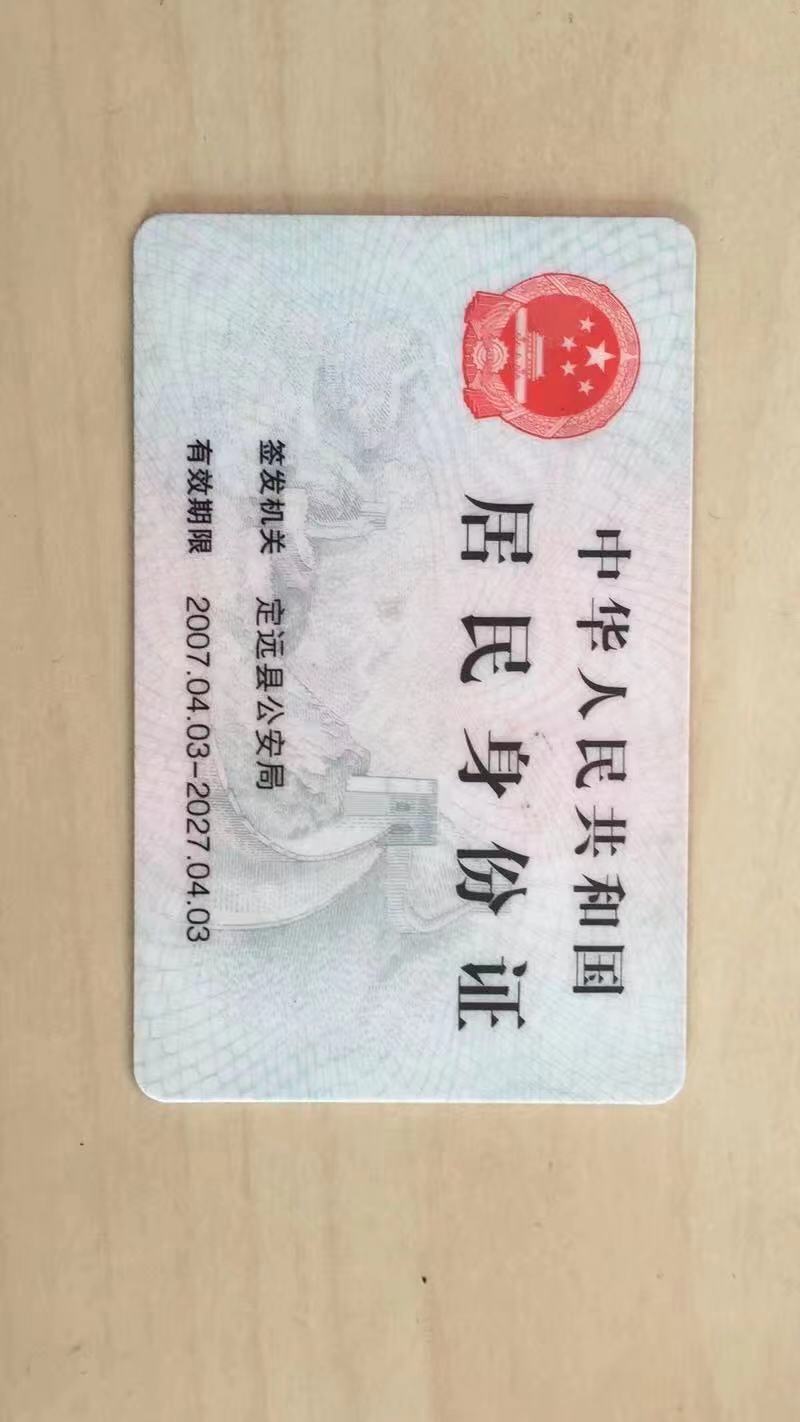 中华人民共和国
居民身份证
签发机关 定远县公安局
有效期限 2007.04.03-2027.04.03